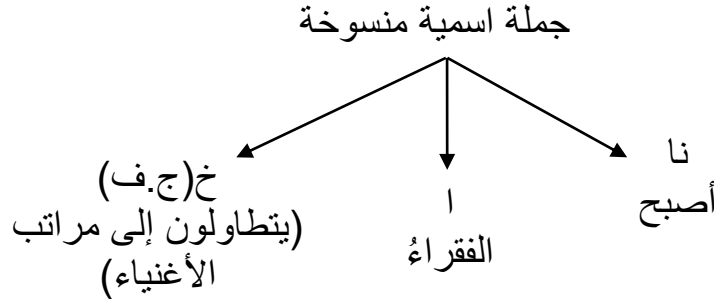 جملة اسمية منسوخة
نا
أصبح
ا
الفقراءُ
خ(ج.ف)
(يتطاولون إلى مراتب
الأغنياء)